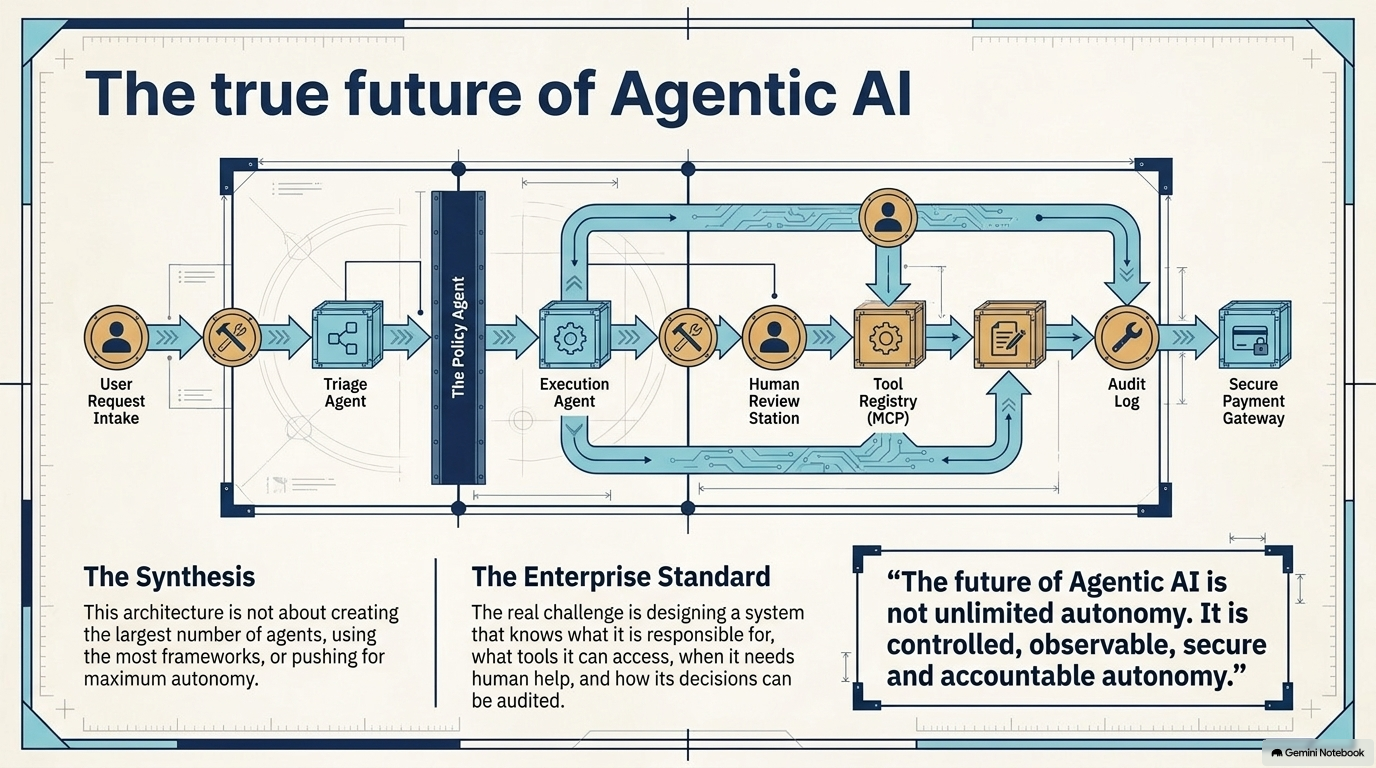 The true future of Agentic AI
User
Request
Intake
Triage
Agent
The Policy Agent
Execution
Agent
Human
Review
Station
Tool
Registry
(MCP)
Audit
Log
Secure
Payment
Gateway
The Synthesis
This architecture is not about creating
the largest number of agents, using
the most frameworks, or pushing for
maximum autonomy.
The Enterprise Standard
The real challenge is designing a system
that knows what it is responsible for,
what tools it can access, when it needs
human help, and how its decisions can
be audited.
“The future of Agentic AI is
not unlimited autonomy. It is
controlled, observable, secure
and accountable autonomy.”
Gemini Notebook